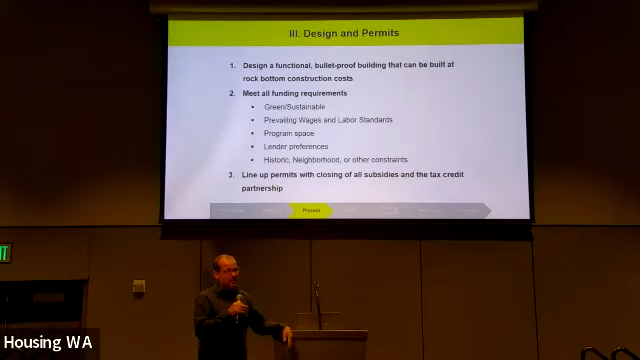 III. Design and Permits
1. Design a functional, bullet-proof building that can be built at
rock bottom construction costs
2. Meet all funding requirements
• Green/Sustainable
• Prevailing Wages and Labor Standards
• Program space
• Lender preferences
• Historic, Neighborhood, or other constraints
3. Line up permits with closing of all subsidies and the tax credit
partnership
Process
IT
Housing WA